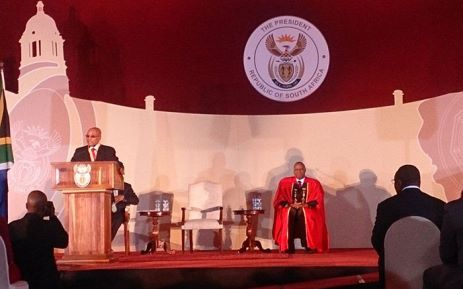 THE PRESIDENT
REPUBLIC OF SOUTH AFRICA